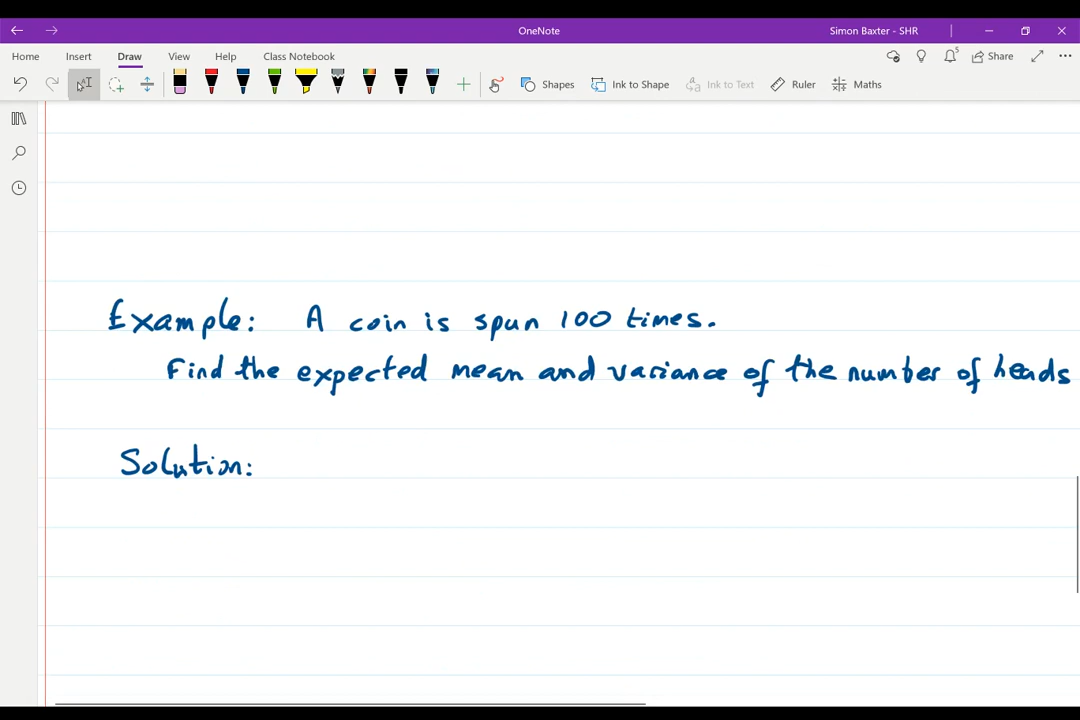 OneNote
Simon Baxter - SHR
Home Insert Draw View Help Class Notebook
5 Share
Shapes Ink to Shape Ink to Text Ruler Maths
Example: A coin is spun 100 times.
Find the expected mean and variance of the number of heads
Solution: